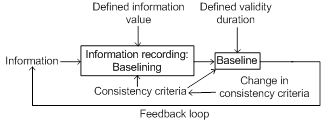 Defined information
value
Defined validity
duration
Information
Information recording:
Baselining
Baseline
Consistency criteria
Change in
consistency criteria
Feedback loop